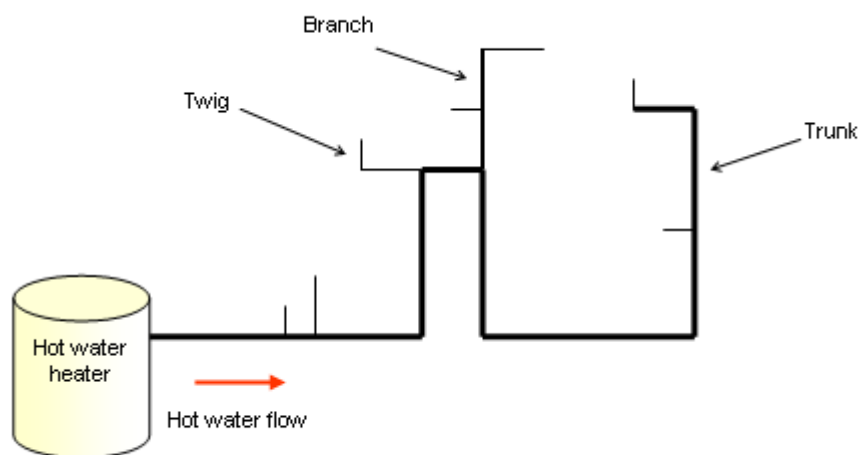 Branch
Twig
Trunk
Hot water
heater
Hot water flow